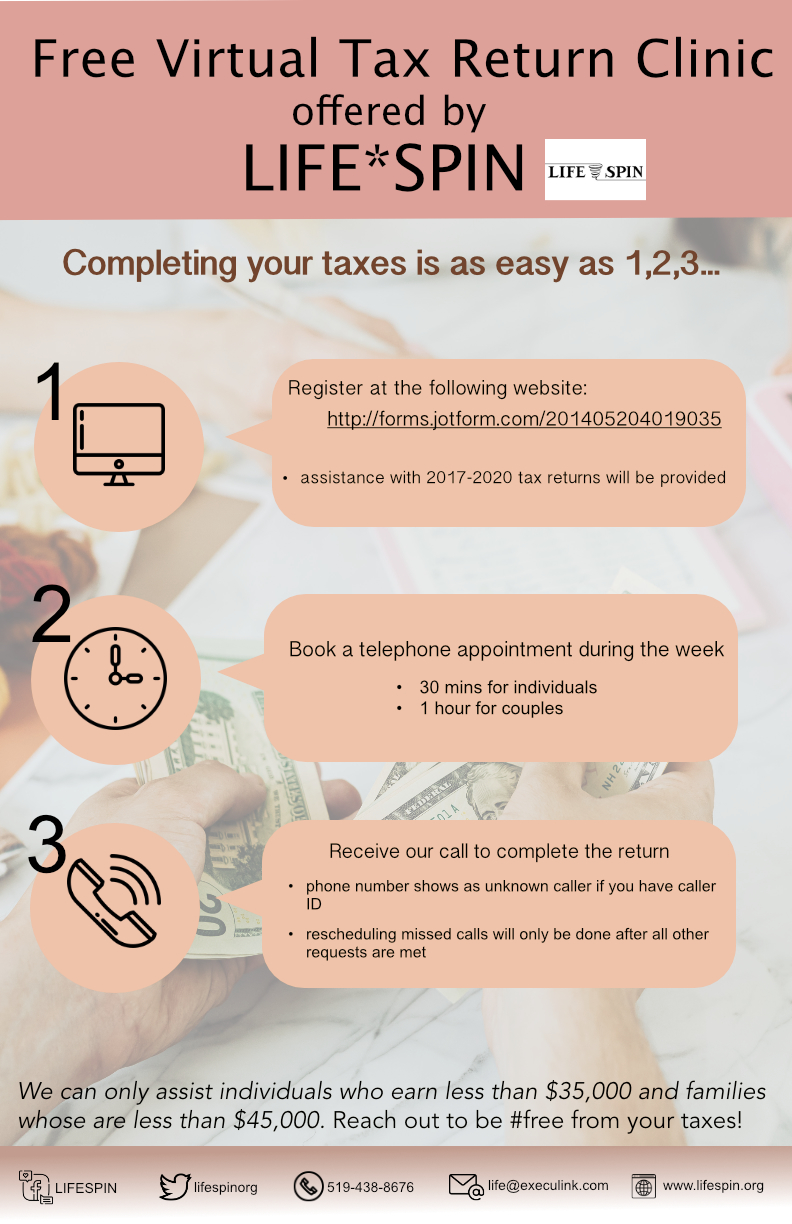 Free Virtual Tax Return Clinic
offered by
LIFE*SPIN
LIFE SPIN
Completing your taxes is as easy as 1,2,3...
1
Register at the following website:
http://forms.jotform.com/201405204019035
• assistance with 2017-2020 tax returns will be provided
2
Book a telephone appointment during the week
• 30 mins for individuals
• 1 hour for couples
3
Receive our call to complete the return
• phone number shows as unknown caller if you have caller
ID
• rescheduling missed calls will only be done after all other
requests are met
We can only assist individuals who earn less than $35,000 and families
whose are less than $45,000. Reach out to be #free from your taxes!
LIFESPIN
lifespinorg
519-438-8676
life@execulink.com
www.lifespin.org